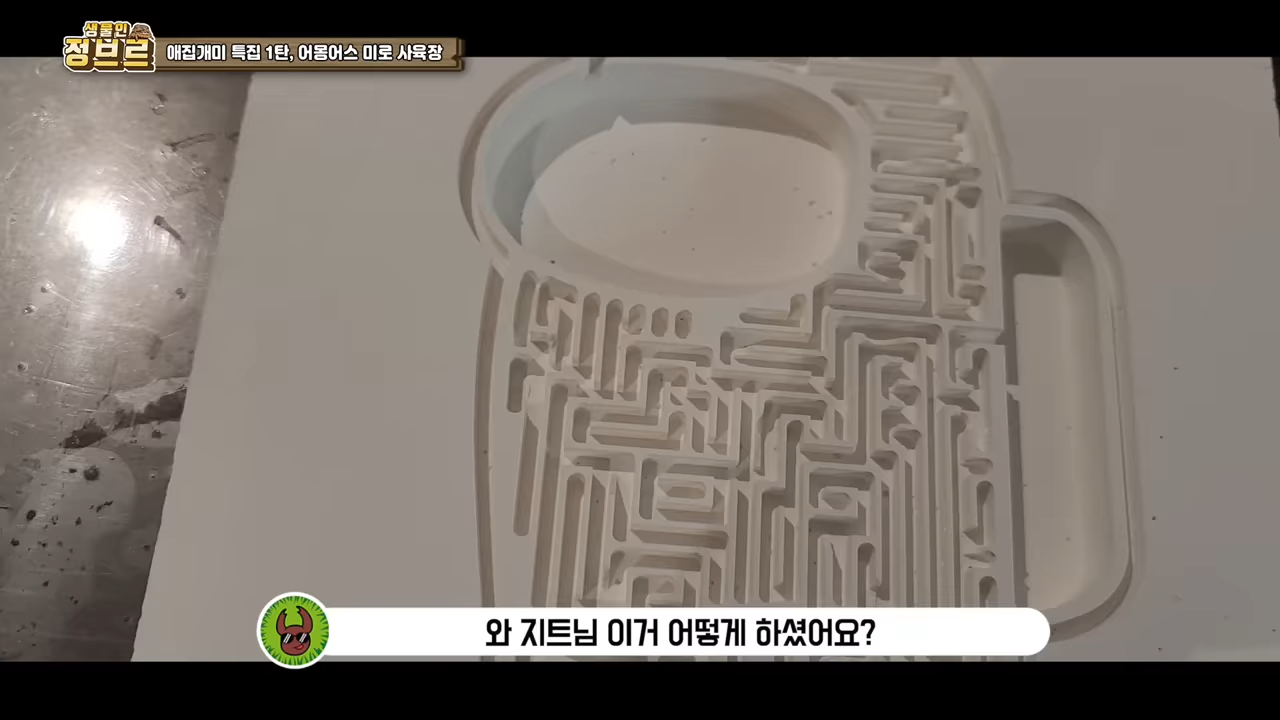 생물인
정브르
애집개미 특집 1탄, 어몽어스 미로 사육장
와 지트님 이거 어떻게 하셨어요?